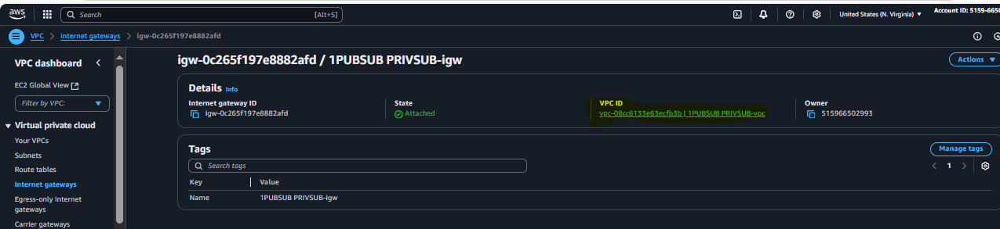 aws Search [Alt+S] United States (N. Virginia) Account ID: 5159-6650
VPC > Internet gateways > igw-0c265f197e8882afd
VPC dashboard
EC2 Global View
Filter by VPC:
Virtual private cloud
Your VPCs
Subnets
Route tables
Internet gateways
Egress-only Internet
gateways
Carrier gateways
igw-0c265f197e8882afd / 1PUBSUB PRIVSUB-igw
Actions
Details Info
Internet gateway ID
igw-0c265f197e8882afd
State
Attached
VPC ID
vpc-08cc6133e63ecfb3b | 1PUBSUB PRIVSUB-vpc
Owner
515966502993
Tags
Manage tags
Search tags
< 1 >
Key Value
Name 1PUBSUB PRIVSUB-igw